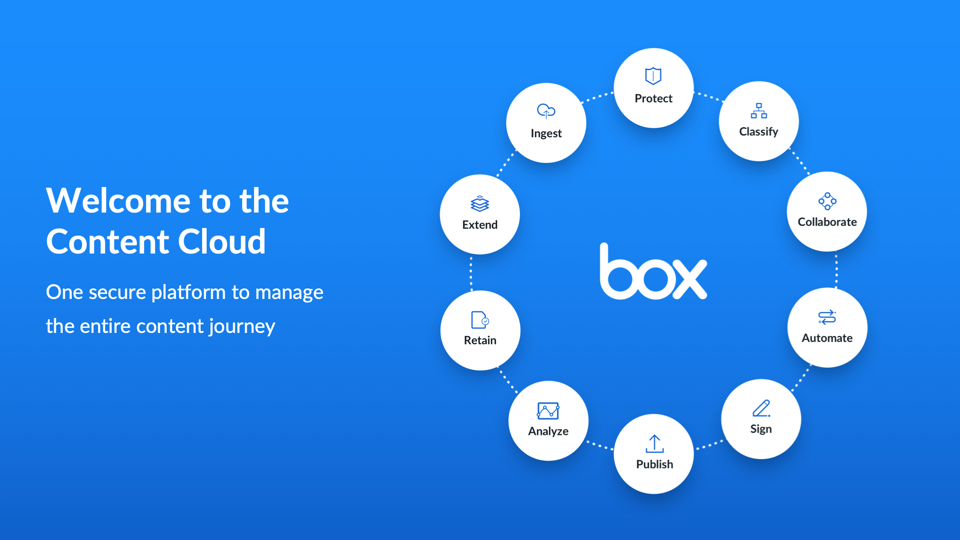 Welcome to the
Content Cloud
One secure platform to manage
the entire content journey
box
Protect
Classify
Collaborate
Automate
Sign
Publish
Analyze
Retain
Extend
Ingest